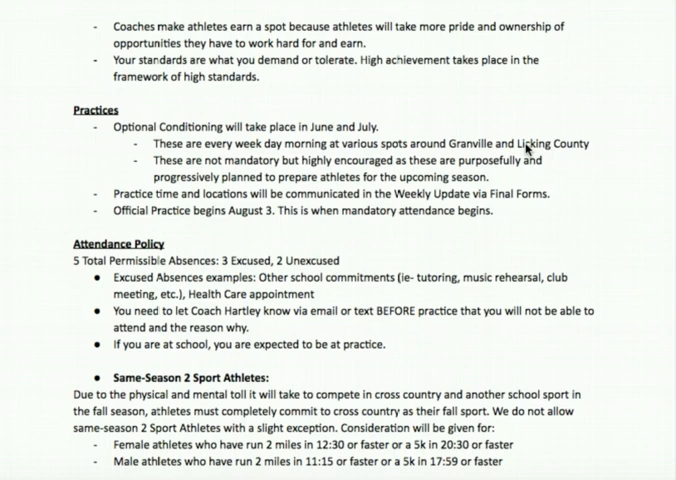 - Coaches make athletes earn a spot because athletes will take more pride and ownership of
opportunities they have to work hard for and earn.
- Your standards are what you demand or tolerate. High achievement takes place in the
framework of high standards.
Practices
- Optional Conditioning will take place in June and July.
- These are every week day morning at various spots around Granville and Licking County
- These are not mandatory but highly encouraged as these are purposefully and
progressively planned to prepare athletes for the upcoming season.
- Practice time and locations will be communicated in the Weekly Update via Final Forms.
- Official Practice begins August 3. This is when mandatory attendance begins.
Attendance Policy
5 Total Permissible Absences: 3 Excused, 2 Unexcused
● Excused Absences examples: Other school commitments (ie- tutoring, music rehearsal, club
meeting, etc.), Health Care appointment
● You need to let Coach Hartley know via email or text BEFORE practice that you will not be able to
attend and the reason why.
● If you are at school, you are expected to be at practice.
● Same-Season 2 Sport Athletes:
Due to the physical and mental toll it will take to compete in cross country and another school sport in
the fall season, athletes must completely commit to cross country as their fall sport. We do not allow
same-season 2 Sport Athletes with a slight exception. Consideration will be given for:
- Female athletes who have run 2 miles in 12:30 or faster or a 5k in 20:30 or faster
- Male athletes who have run 2 miles in 11:15 or faster or a 5k in 17:59 or faster